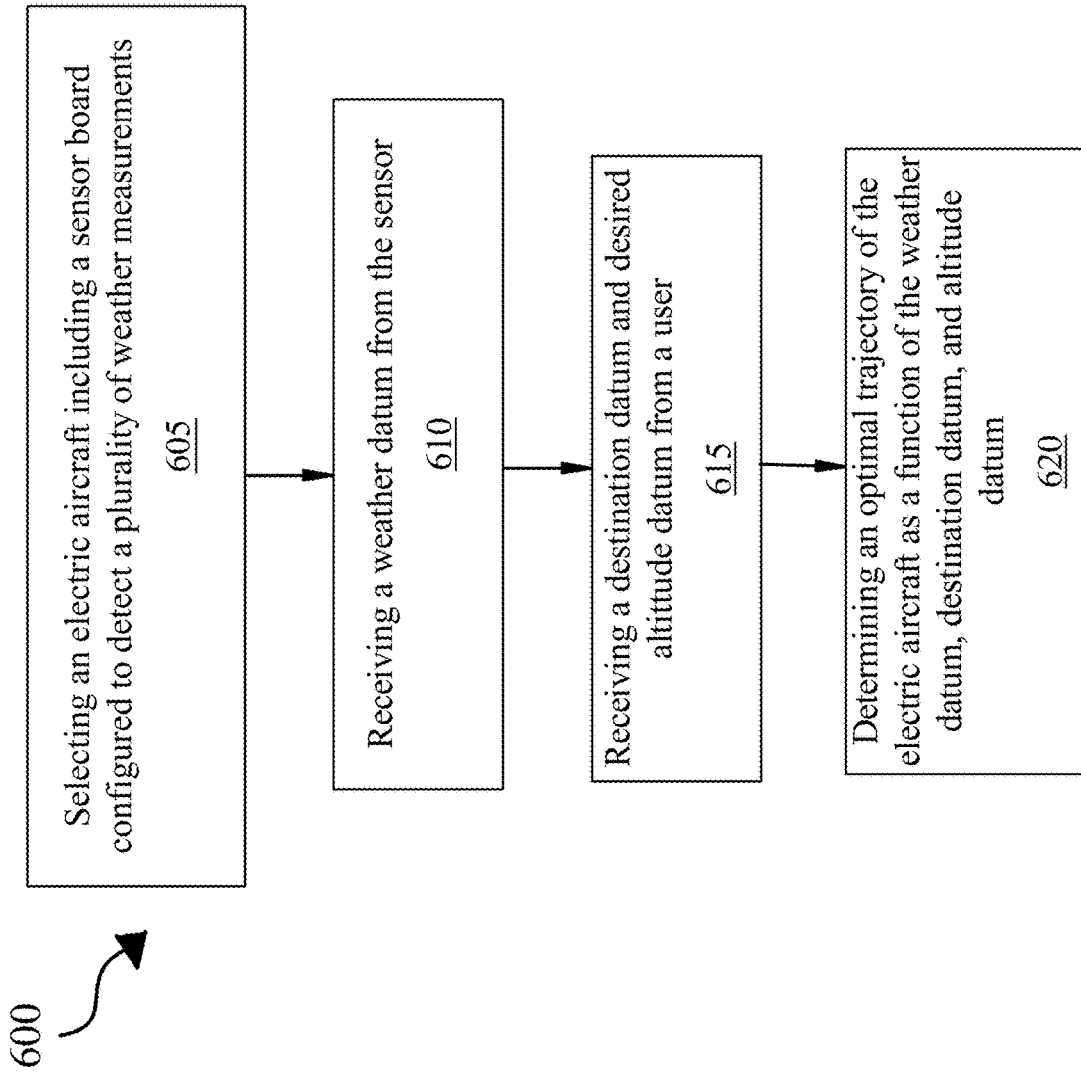 600
Selecting an electric aircraft including a sensor board
configured to detect a plurality of weather measurements
605
Receiving a weather datum from the sensor
610
Receiving a destination datum and desired
altitude datum from a user
615
Determining an optimal trajectory of the
electric aircraft as a function of the weather
datum, destination datum, and altitude
datum
620